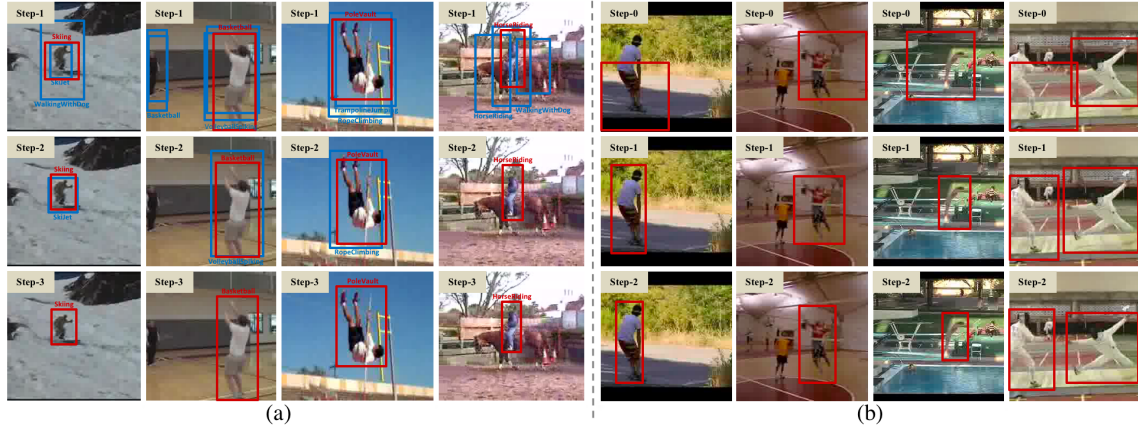 Step-1
Skiing
SkiJet
WalkingWithDog
Step-1
Basketball
Basketball
Step-1
PoleVault
TrampolineJumping
RopeClimbing
Step-1
HorseRiding
HorseRiding
WalkingWithDog
Step-0
Step-0
Step-0
Step-0
Step-2
Skiing
SkiJet
Step-2
Basketball
VolleyballSpiking
Step-2
PoleVault
RopeClimbing
Step-2
HorseRiding
Step-1
Step-1
Step-1
Step-1
Step-3
Skiing
Step-3
Basketball
Step-3
PoleVault
Step-3
HorseRiding
Step-2
Step-2
Step-2
Step-2
(a)
(b)